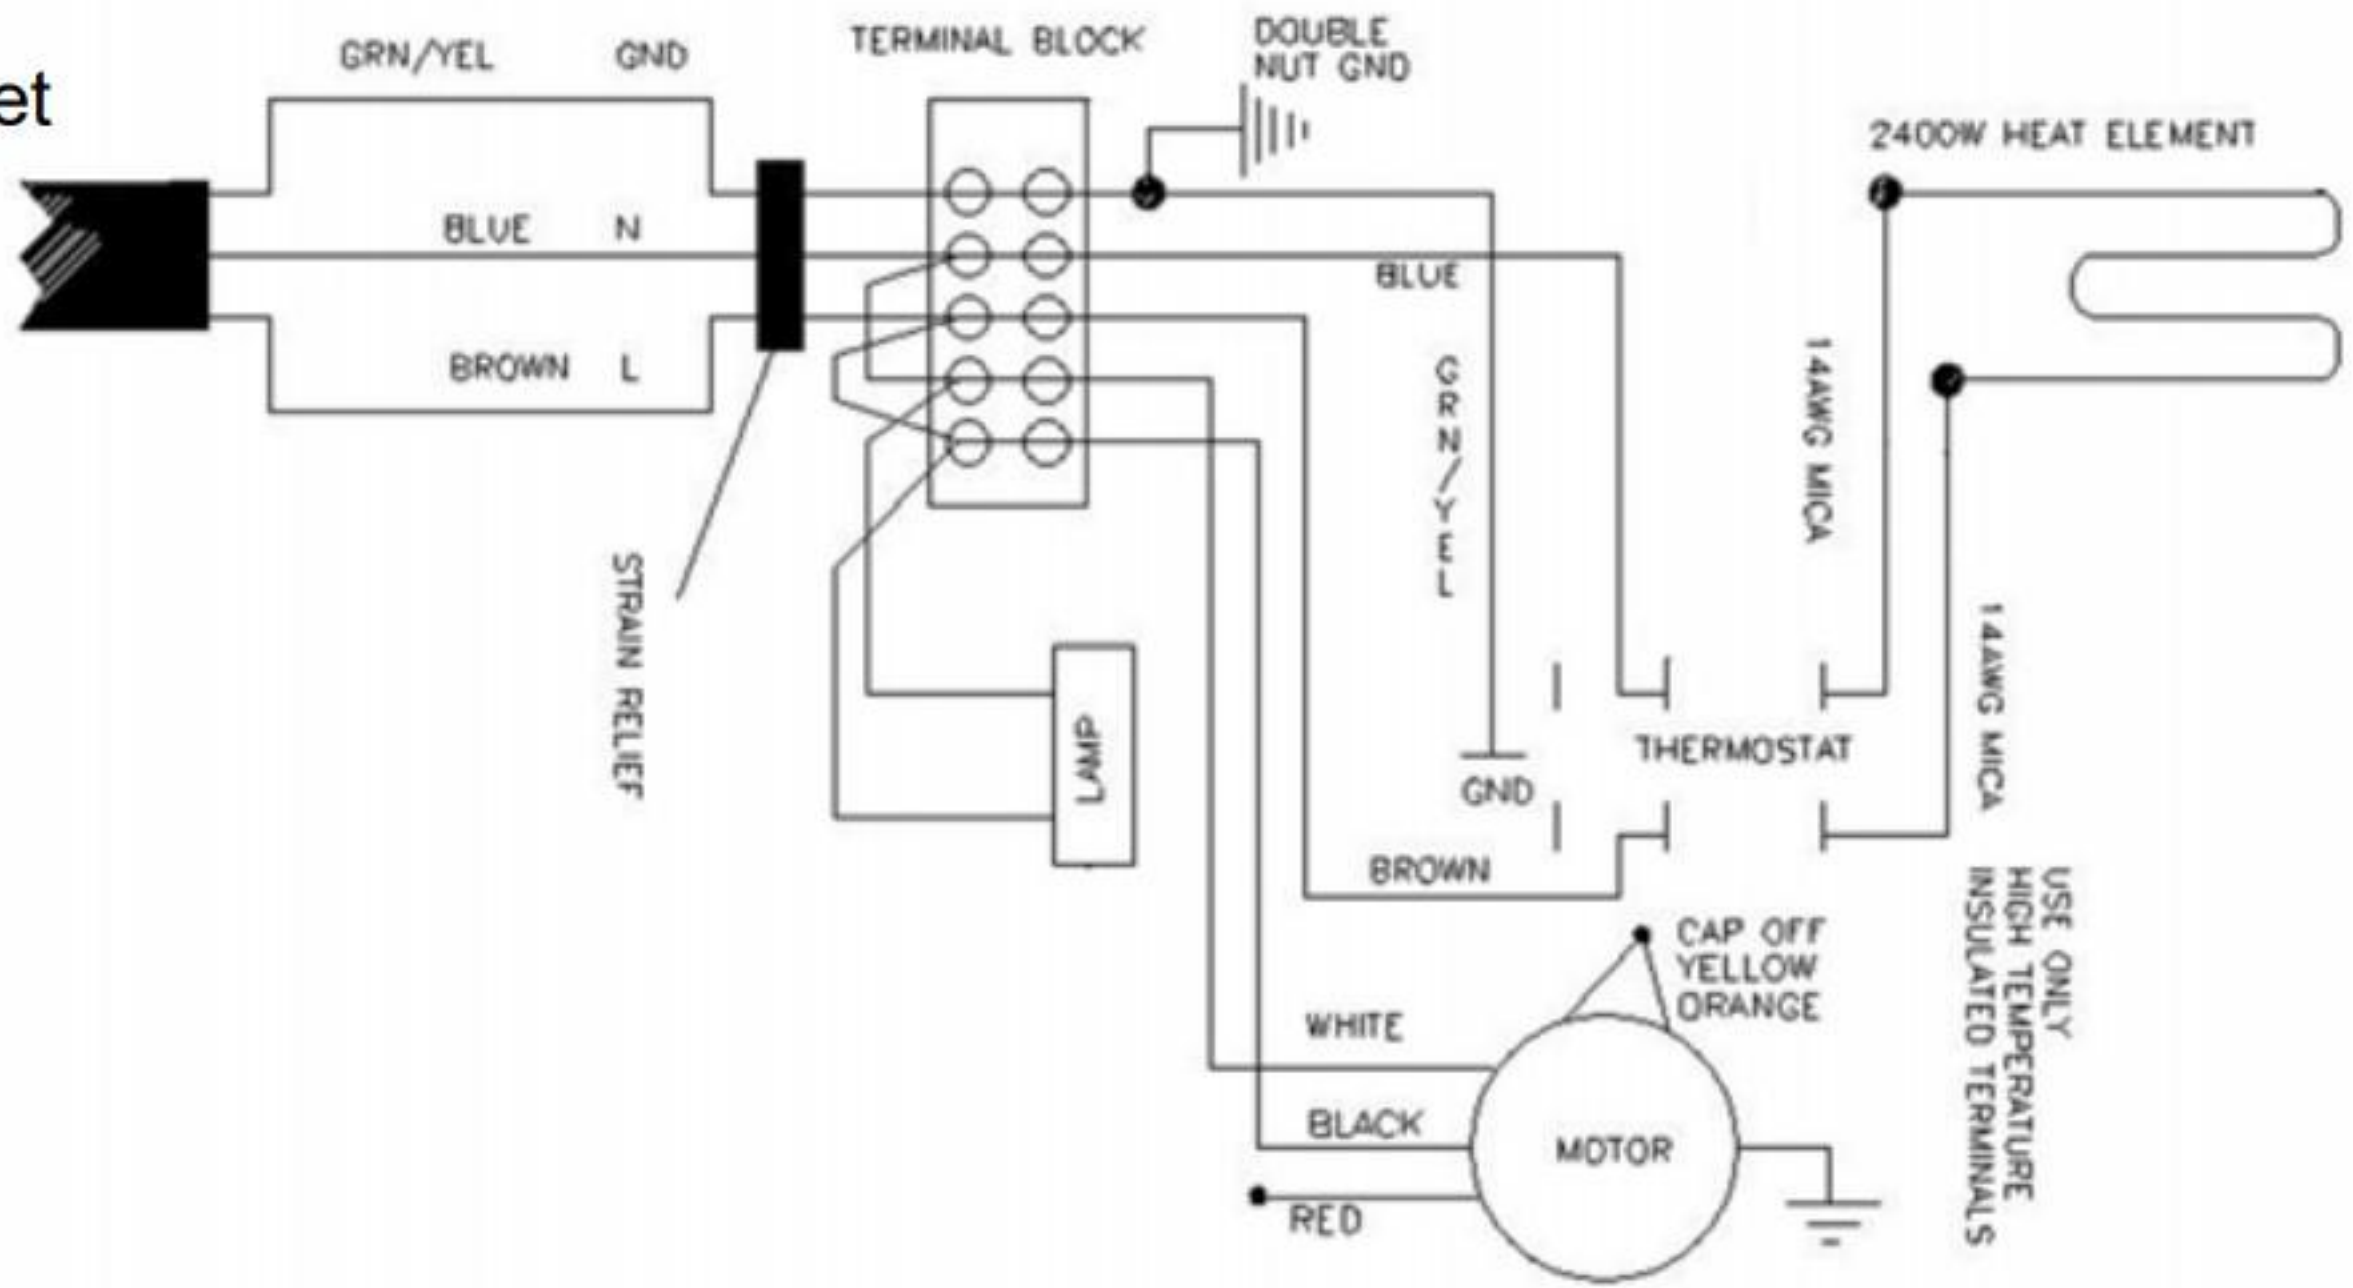 et
GRN/YEL GND
TERMINAL BLOCK
DOUBLE
NUT GND
2400W HEAT ELEMENT
BLUE N
BLUE
BROWN L
GRN/YEL
14AWG MICA
STRAIN RELIEF
14AWG MICA
LAMP
THERMOSTAT
GND
BROWN
USE ONLY
HIGH TEMPERATURE
INSULATED TERMINALS
CAP OFF
YELLOW
ORANGE
WHITE
BLACK
MOTOR
RED